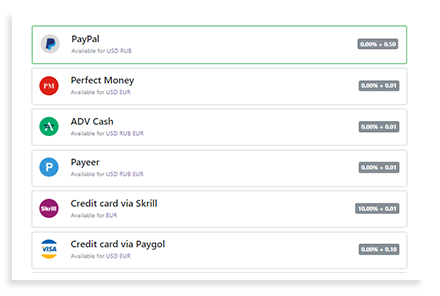 PayPal
Available for USD RUB
0.00% + 0.50
PM
Perfect Money
Available for USD EUR
0.00% + 0.01
ADV Cash
Available for USD RUB EUR
0.00% + 0.01
P
Payeer
Available for USD RUB EUR
0.00% + 0.01
Skrill
Credit card via Skrill
Available for EUR
10.00% + 0.01
VISA
Credit card via Paygol
Available for USD EUR
0.00% + 0.10